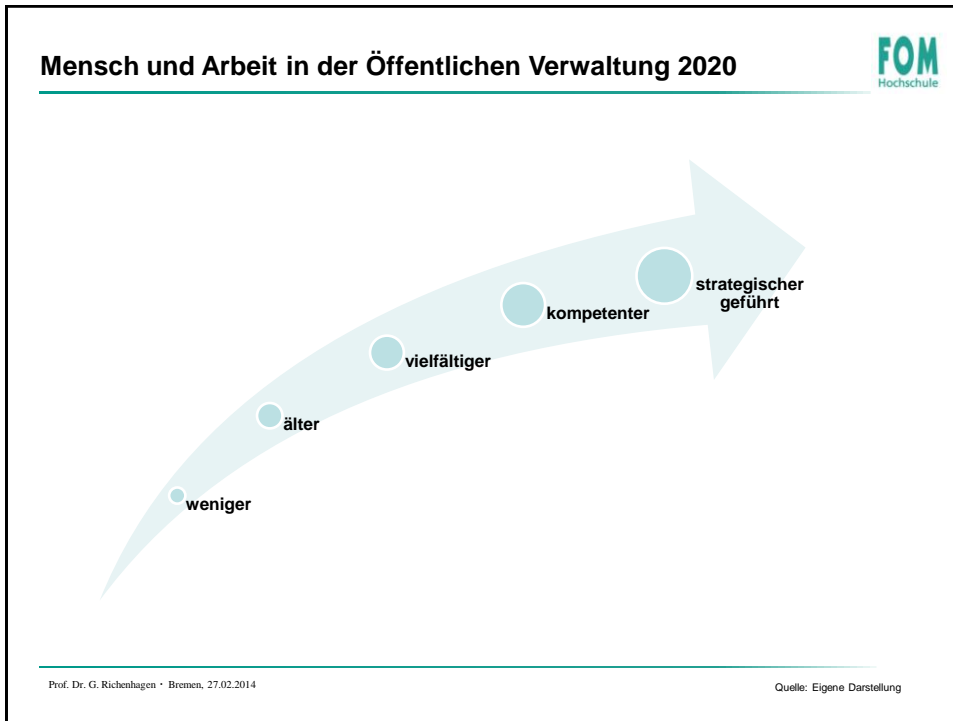 Mensch und Arbeit in der Öffentlichen Verwaltung 2020
FOM
Hochschule
strategischer
geführt
kompetenter
vielfältiger
älter
weniger
Prof. Dr. G. Richenhagen · Bremen, 27.02.2014
Quelle: Eigene Darstellung